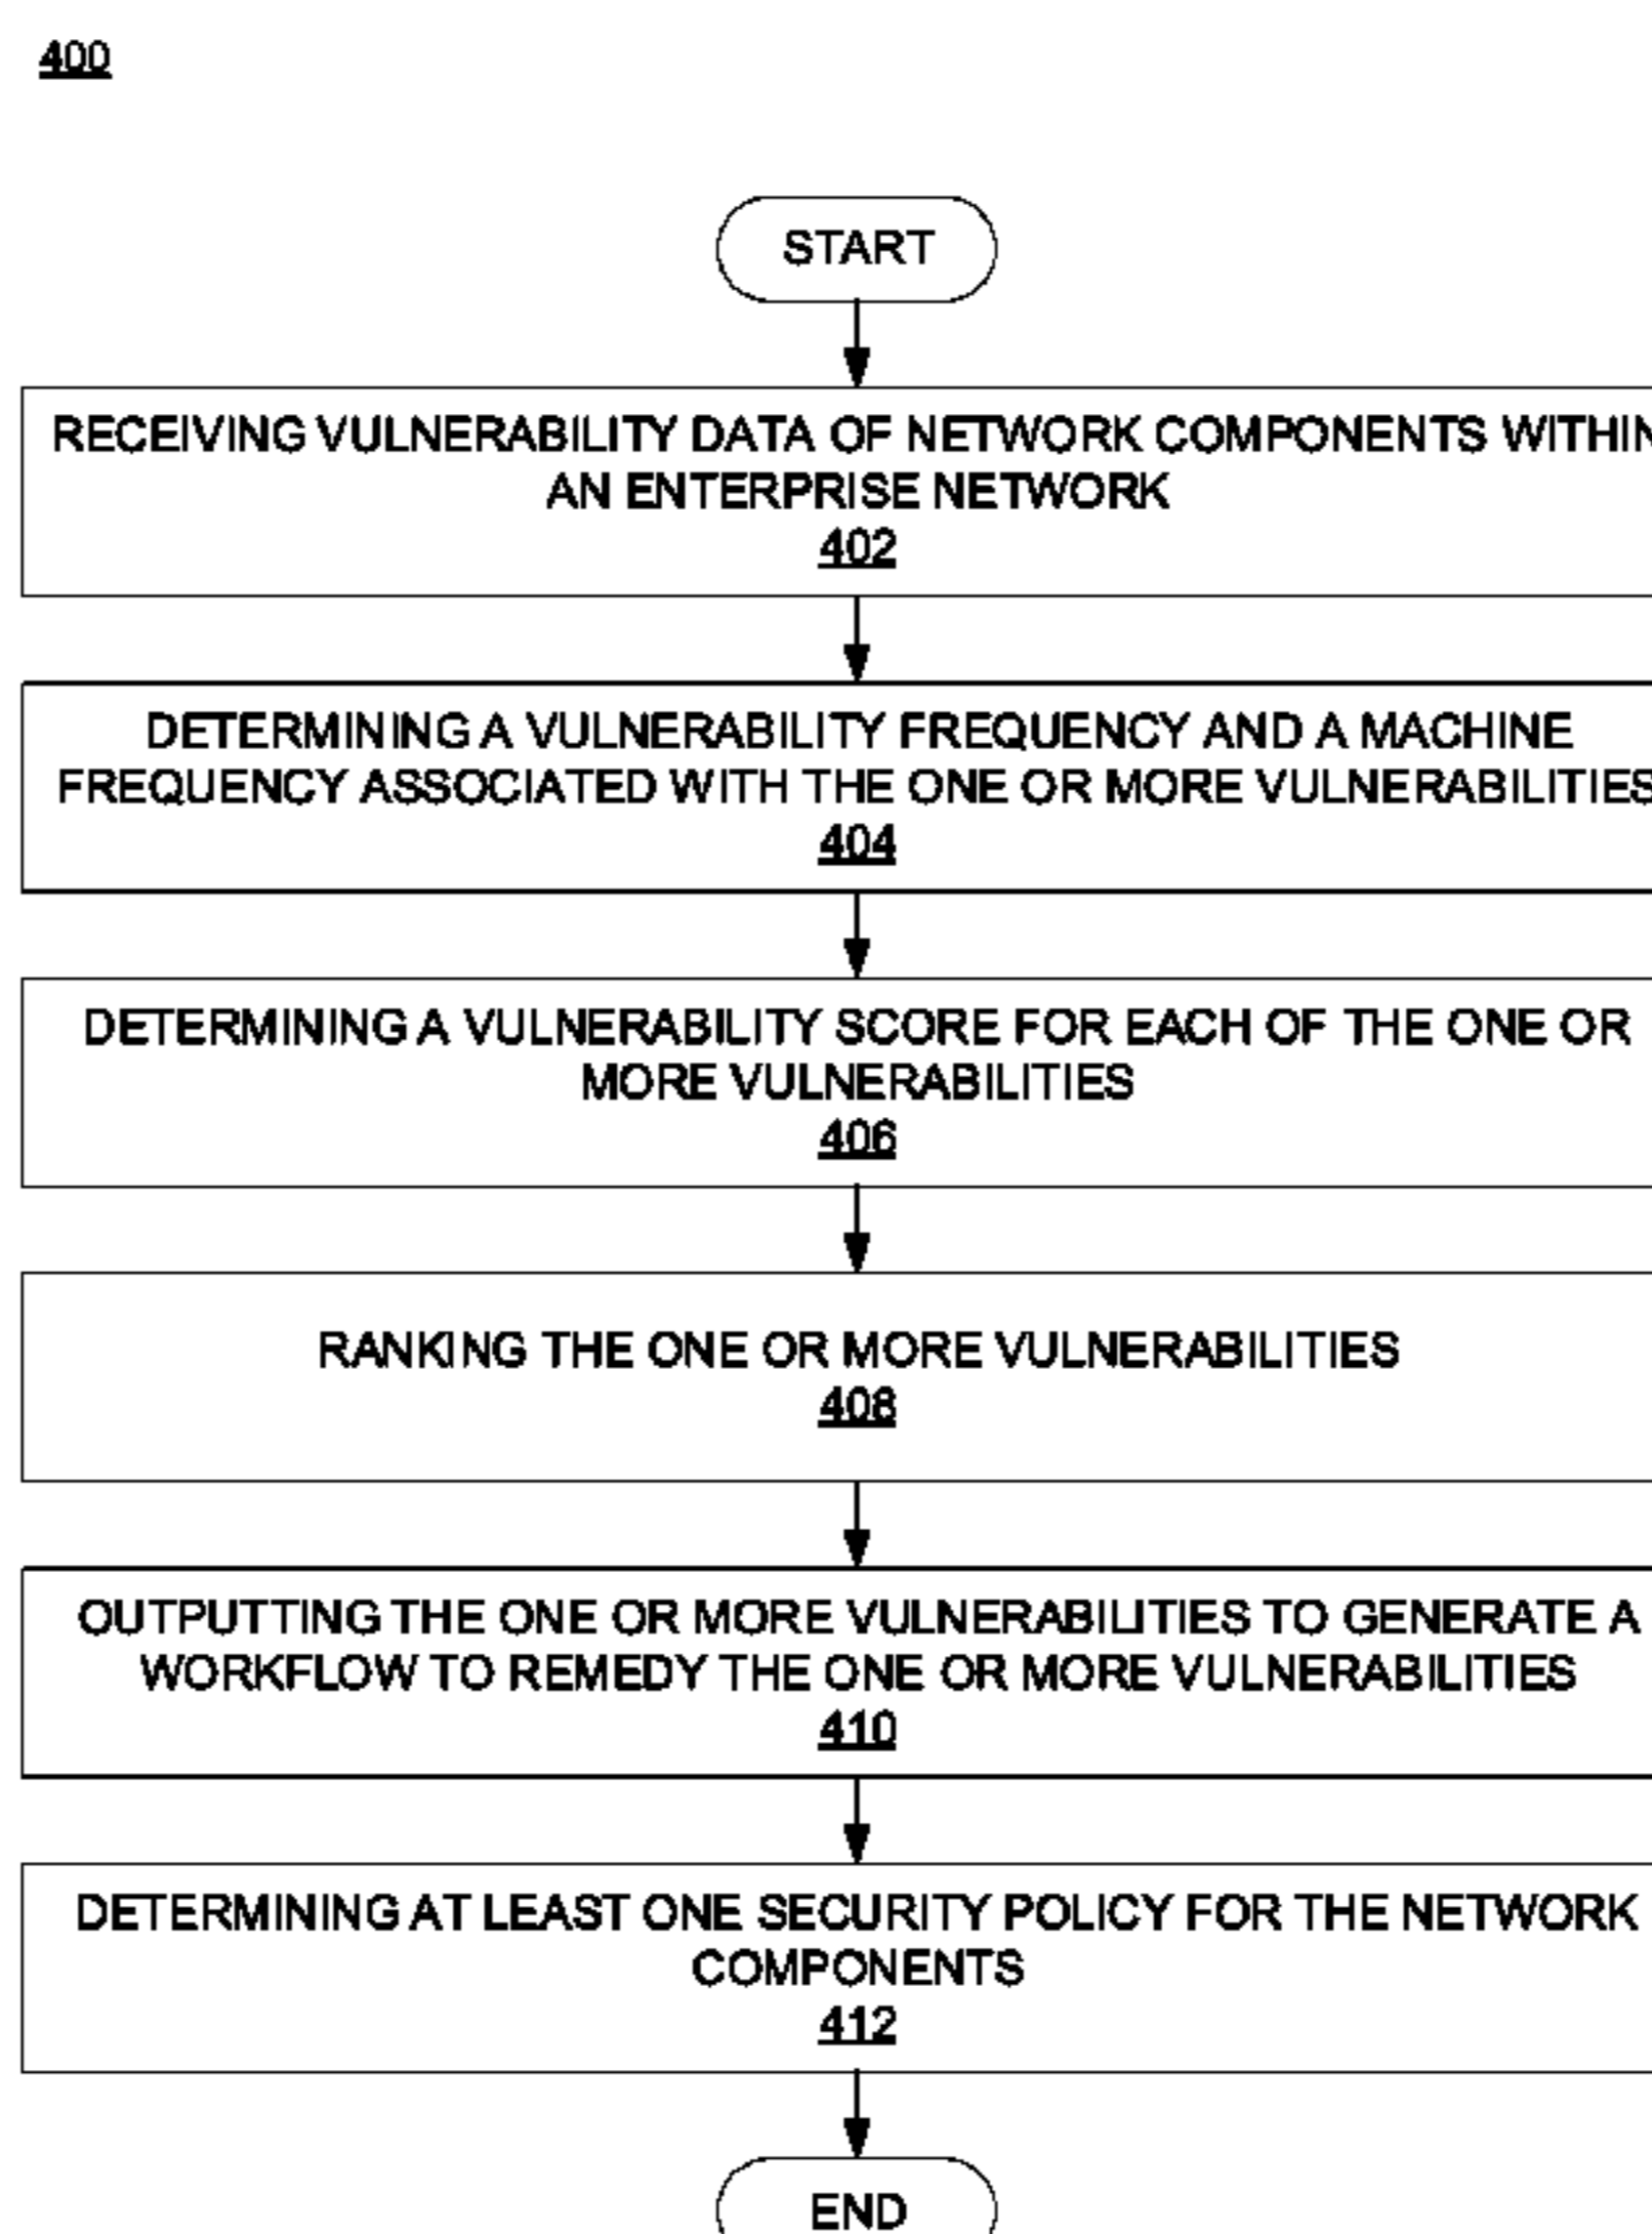 400
START
RECEIVING VULNERABILITY DATA OF NETWORK COMPONENTS WITHIN
AN ENTERPRISE NETWORK
402
DETERMINING A VULNERABILITY FREQUENCY AND A MACHINE
FREQUENCY ASSOCIATED WITH THE ONE OR MORE VULNERABILITIES
404
DETERMINING A VULNERABILITY SCORE FOR EACH OF THE ONE OR
MORE VULNERABILITIES
406
RANKING THE ONE OR MORE VULNERABILITIES
408
OUTPUTTING THE ONE OR MORE VULNERABILITIES TO GENERATE A
WORKFLOW TO REMEDY THE ONE OR MORE VULNERABILITIES
410
DETERMINING AT LEAST ONE SECURITY POLICY FOR THE NETWORK
COMPONENTS
412
END